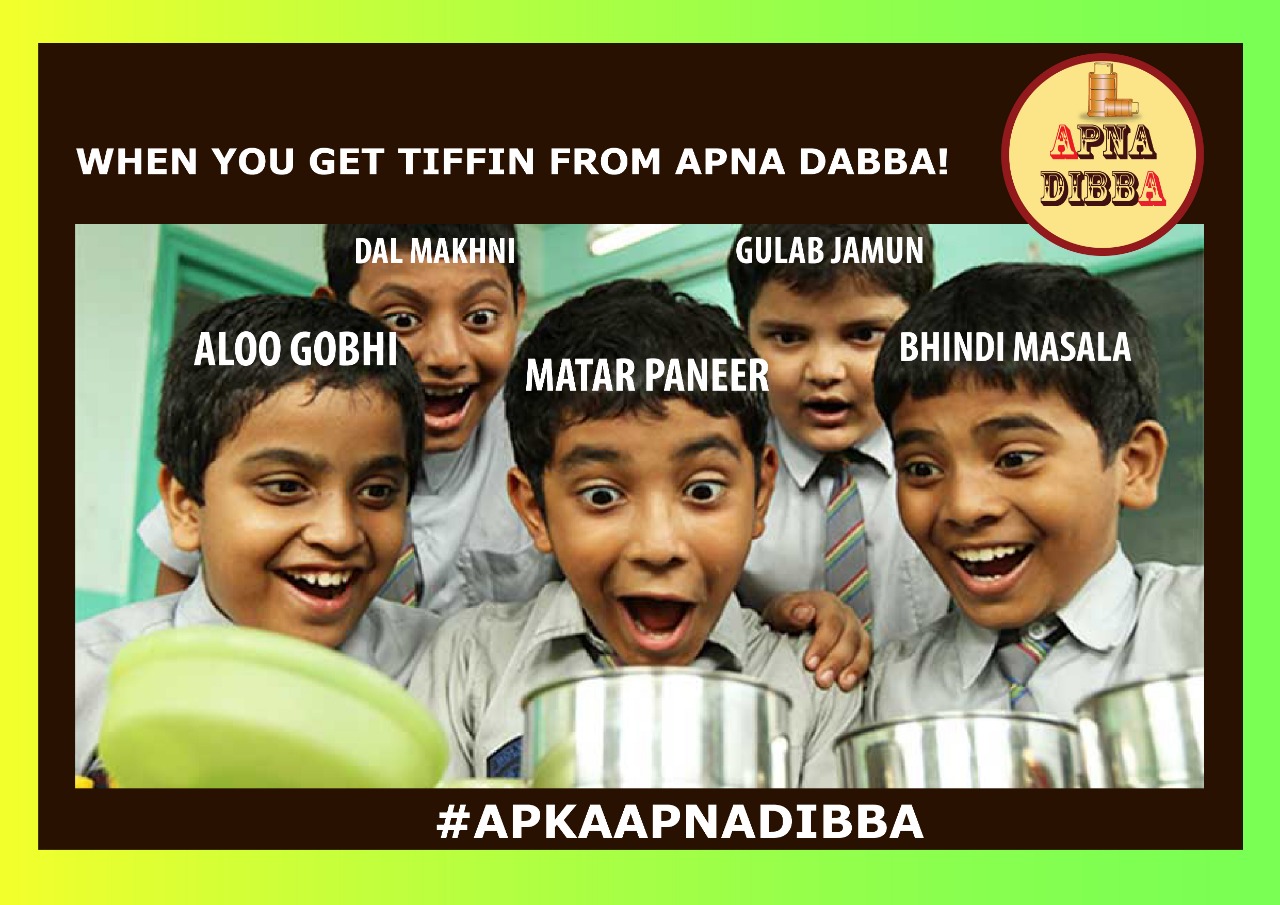 WHEN YOU GET TIFFIN FROM APNA DABBA!
APNA
DIBBA
DAL MAKHNI
GULAB JAMUN
ALOO GOBHI
MATAR PANEER
BHINDI MASALA
#APKAAPNADIBBA